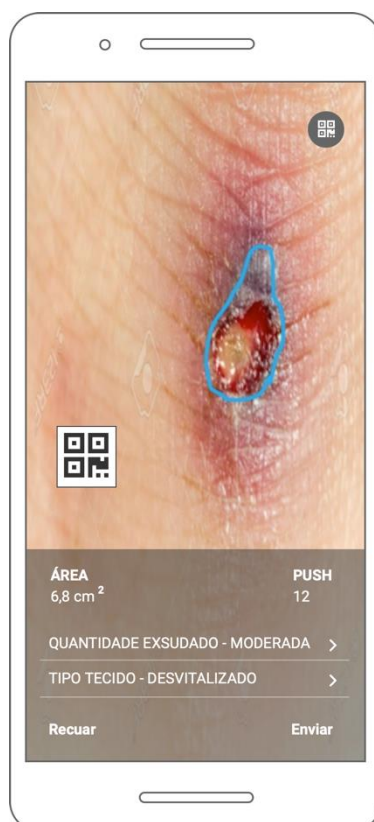 ÁREA PUSH
6,8 cm ² 12
QUANTIDADE EXSUDADO - MODERADA >
TIPO TECIDO - DESVITALIZADO >
Recuar Enviar